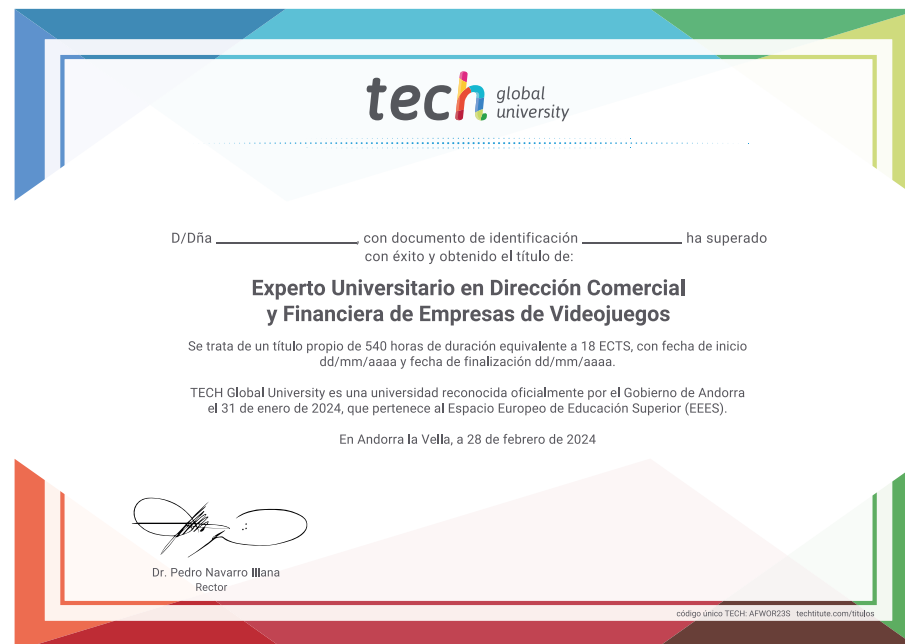 tech global university
D/Dña ____________________, con documento de identificación ______________ ha superado
con éxito y obtenido el título de:
Experto Universitario en Dirección Comercial
y Financiera de Empresas de Videojuegos
Se trata de un título propio de 540 horas de duración equivalente a 18 ECTS, con fecha de inicio
dd/mm/aaaa y fecha de finalización dd/mm/aaaa.
TECH Global University es una universidad reconocida oficialmente por el Gobierno de Andorra
el 31 de enero de 2024, que pertenece al Espacio Europeo de Educación Superior (EEES).
En Andorra la Vella, a 28 de febrero de 2024
Dr. Pedro Navarro Illana
Rector
código único TECH: AFWOR23S techtitute.com/titulos